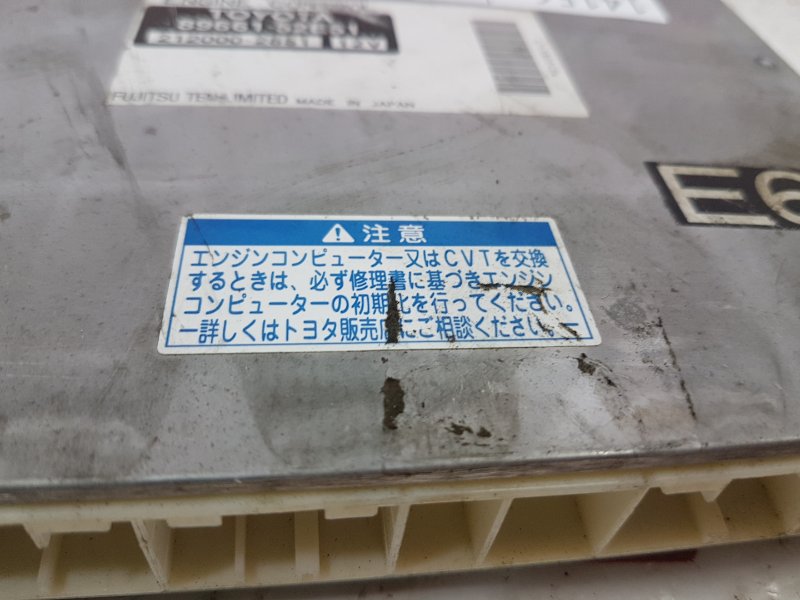 TOYOTA
12V
FUJITSU TEN LIMITED MADE IN JAPAN
E6
注意
エンジンコンピューター又はCVTを交換
するときは、必ず修理書に基づきエンジン
コンピューターの初期化を行ってください。
ー詳しくはトヨタ販売店にご相談くださいー